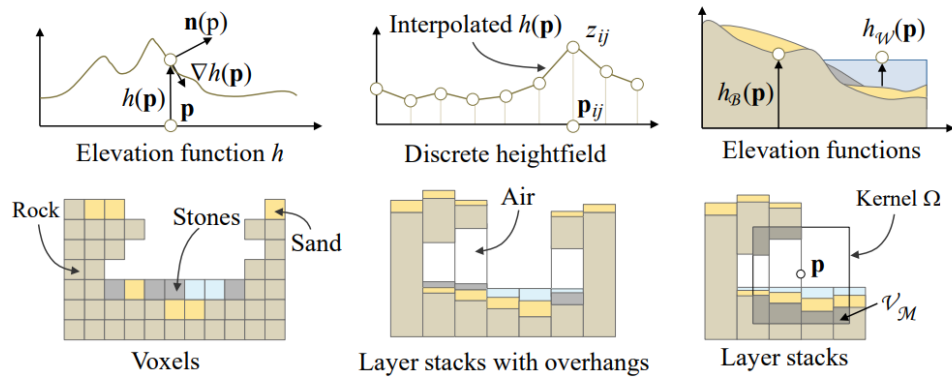 n(p)
∇h(p)
h(p)
p
Elevation function h
Interpolated h(p)
z_ij
p_ij
Discrete heightfield
h_𝒲(p)
h_ℬ(p)
Elevation functions
Rock
Stones
Sand
Voxels
Air
Layer stacks with overhangs
Kernel Ω
p
𝒱_ℳ
Layer stacks